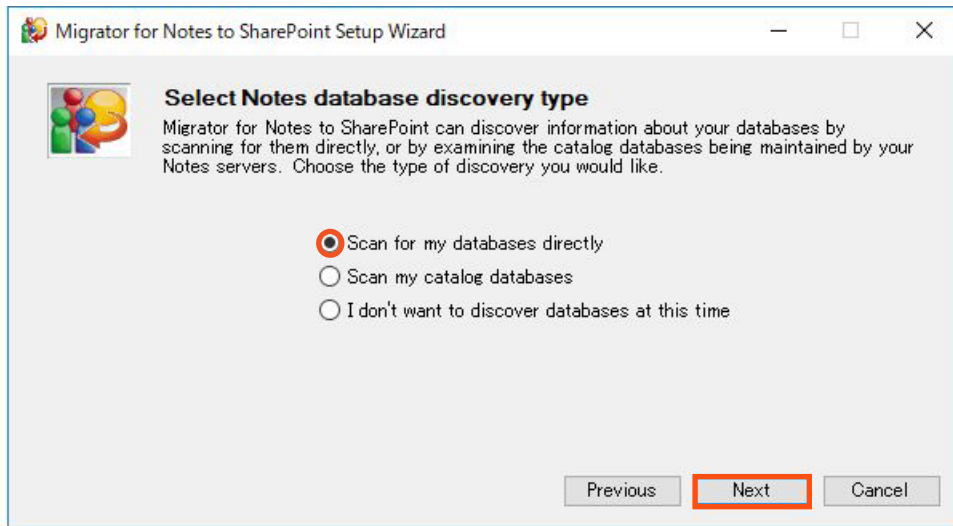 Migrator for Notes to SharePoint Setup Wizard
Select Notes database discovery type
Migrator for Notes to SharePoint can discover information about your databases by
scanning for them directly, or by examining the catalog databases being maintained by your
Notes servers. Choose the type of discovery you would like.
Scan for my databases directly
Scan my catalog databases
I don't want to discover databases at this time
Previous Next Cancel